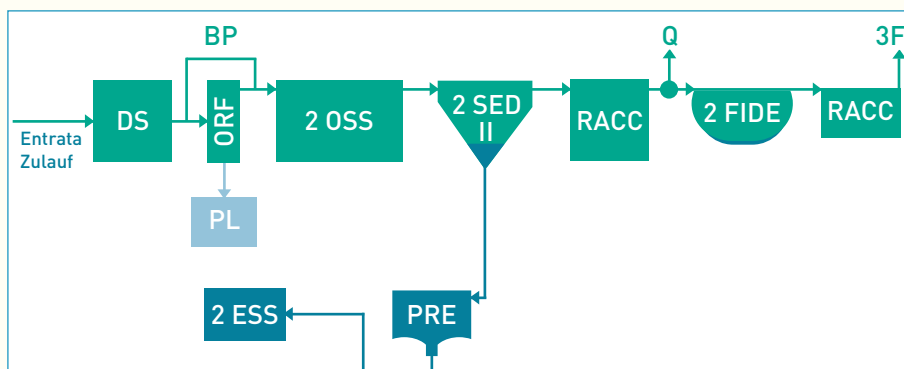 BP
Q
3F
DS
ORF
2 OSS
2 SED
II
RACC
2 FIDE
RACC
Entrata
Zulauf
PL
2 ESS
PRE